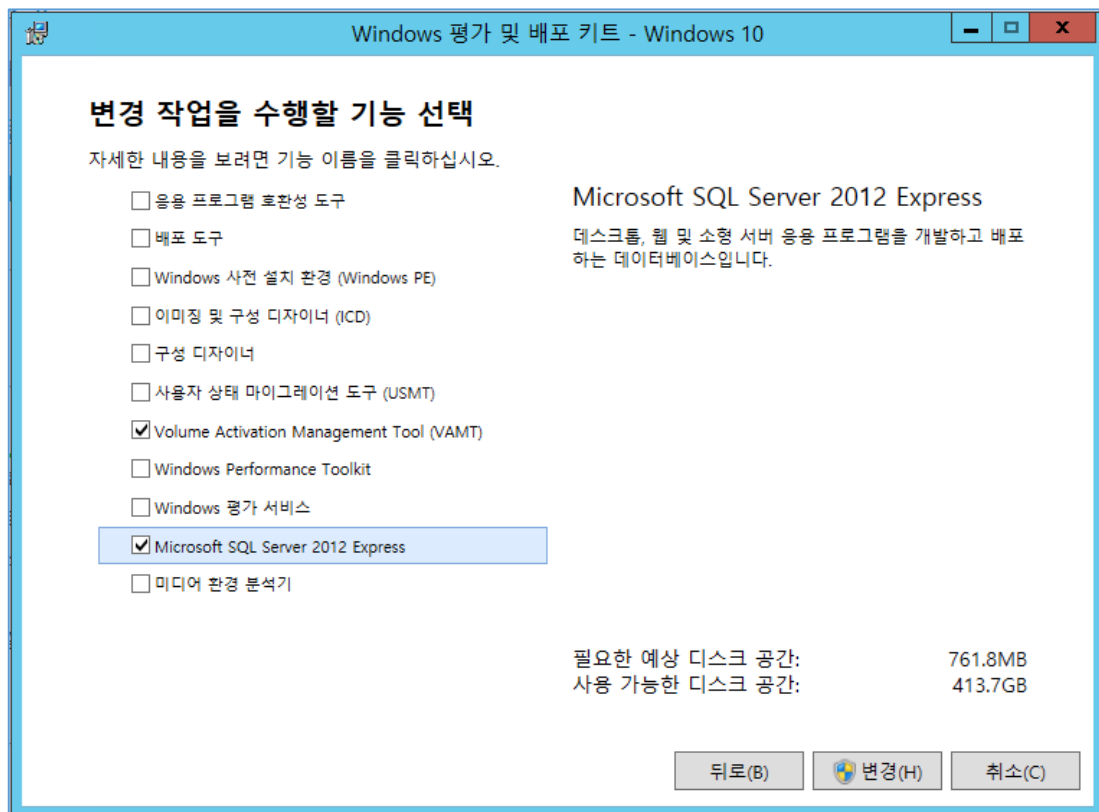 Windows 평가 및 배포 키트 - Windows 10
변경 작업을 수행할 기능 선택
자세한 내용을 보려면 기능 이름을 클릭하십시오.
응용 프로그램 호환성 도구
배포 도구
Windows 사전 설치 환경 (Windows PE)
이미징 및 구성 디자이너 (ICD)
구성 디자이너
사용자 상태 마이그레이션 도구 (USMT)
Volume Activation Management Tool (VAMT)
Windows Performance Toolkit
Windows 평가 서비스
Microsoft SQL Server 2012 Express
미디어 환경 분석기
Microsoft SQL Server 2012 Express
데스크톱, 웹 및 소형 서버 응용 프로그램을 개발하고 배포
하는 데이터베이스입니다.
필요한 예상 디스크 공간: 761.8MB
사용 가능한 디스크 공간: 413.7GB
뒤로(B) 변경(H) 취소(C)